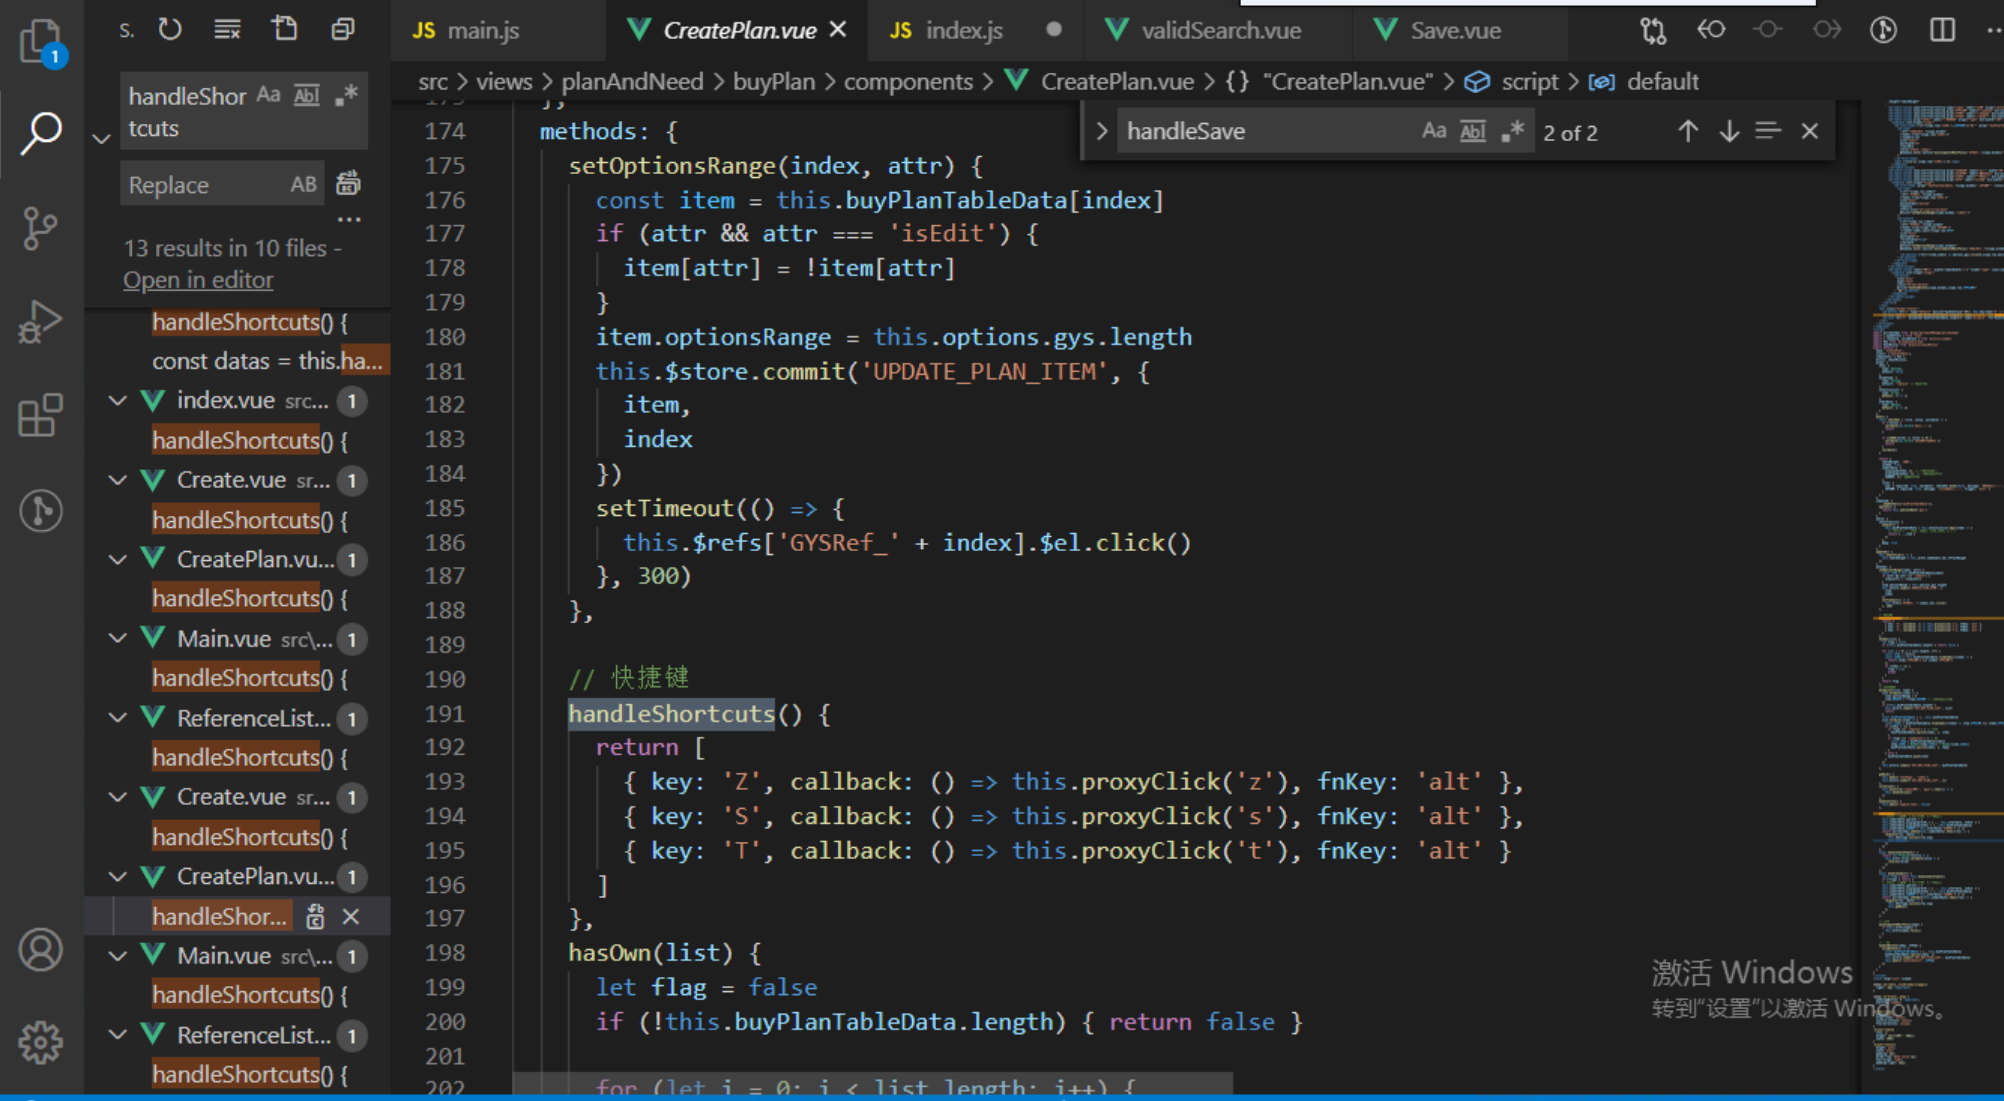 S.
JS main.js
CreatePlan.vue
JS index.js
validSearch.vue
Save.vue
1
src > views > planAndNeed > buyPlan > components > CreatePlan.vue > {} "CreatePlan.vue" > script > default
handleShor
tcuts
Aa Abl .*
Replace
AB
...
13 results in 10 files -
Open in editor
handleShortcuts() {
const datas = this.ha...
index.vue src... 1
handleShortcuts() {
Create.vue sr... 1
handleShortcuts() {
CreatePlan.vu... 1
handleShortcuts() {
Main.vue src\... 1
handleShortcuts() {
ReferenceList... 1
handleShortcuts() {
Create.vue sr... 1
handleShortcuts() {
CreatePlan.vu... 1
handleShor...
Main.vue src\... 1
handleShortcuts() {
ReferenceList... 1
handleShortcuts() {
handleSave Aa Abl .* 2 of 2
173 },
174 methods: {
175 setOptionsRange(index, attr) {
176 const item = this.buyPlanTableData[index]
177 if (attr && attr === 'isEdit') {
178 item[attr] = !item[attr]
179 }
180 item.optionsRange = this.options.gys.length
181 this.$store.commit('UPDATE_PLAN_ITEM', {
182 item,
183 index
184 })
185 setTimeout(() => {
186 this.$refs['GYSRef_' + index].$el.click()
187 }, 300)
188 },
189
190 // 快捷键
191 handleShortcuts() {
192 return [
193 { key: 'Z', callback: () => this.proxyClick('z'), fnKey: 'alt' },
194 { key: 'S', callback: () => this.proxyClick('s'), fnKey: 'alt' },
195 { key: 'T', callback: () => this.proxyClick('t'), fnKey: 'alt' }
196 ]
197 },
198 hasOwn(list) {
199 let flag = false
200 if (!this.buyPlanTableData.length) { return false }
201
202 for (let i = 0; i < list.length; i++) {
激活 Windows
转到“设置”以激活 Windows。